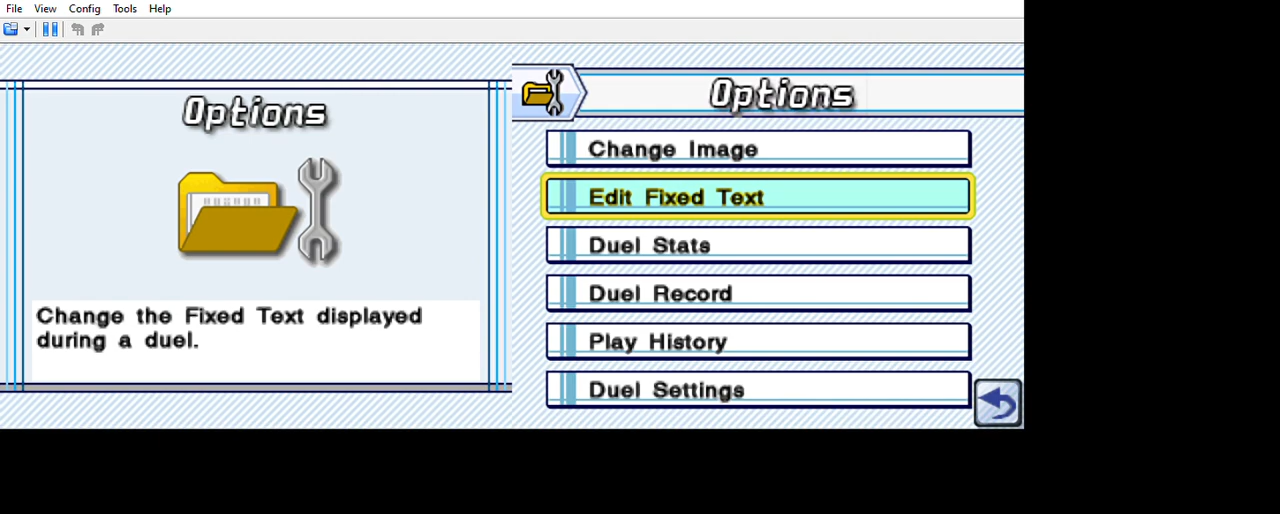 File View Config Tools Help
Options
Change the Fixed Text displayed
during a duel.
Options
Change Image
Edit Fixed Text
Duel Stats
Duel Record
Play History
Duel Settings